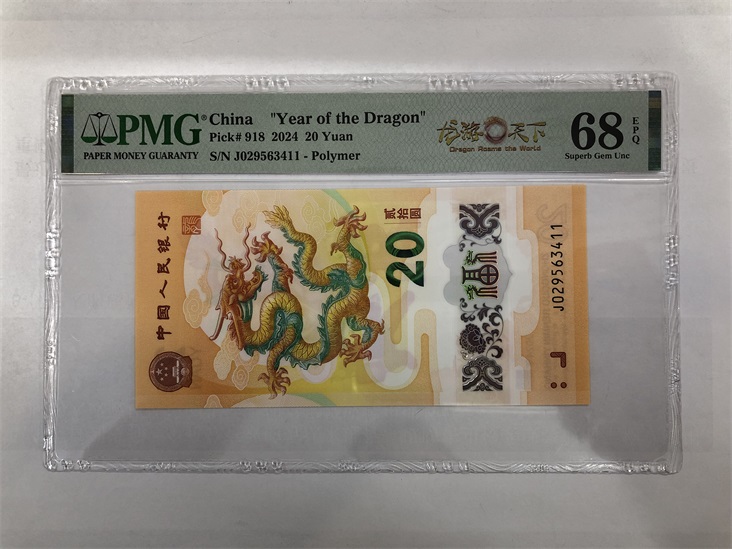 PMG®
PAPER MONEY GUARANTY
China "Year of the Dragon"
Pick# 918 2024 20 Yuan
S/N J029563411 - Polymer
龙游天下
Dragon Roams the World
68 EPQ
Superb Gem Unc
中国人民银行
贰拾圆
20
J029563411